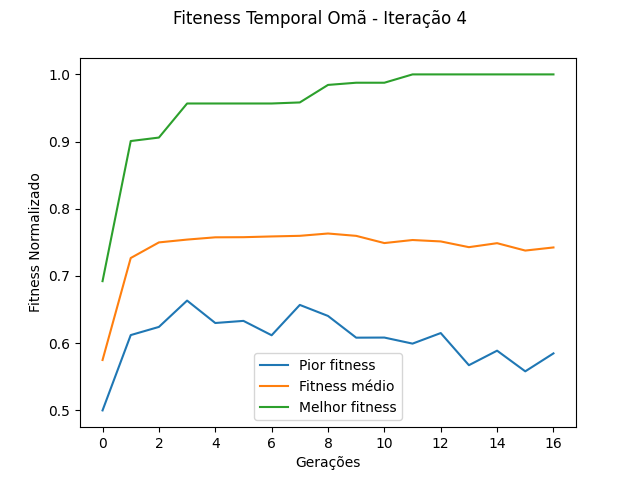 Fiteness Temporal Omã - Iteração 4
Fitness Normalizado
1.0
0.9
0.8
0.7
0.6
0.5
Pior fitness
Fitness médio
Melhor fitness
0 2 4 6 8 10 12 14 16
Gerações